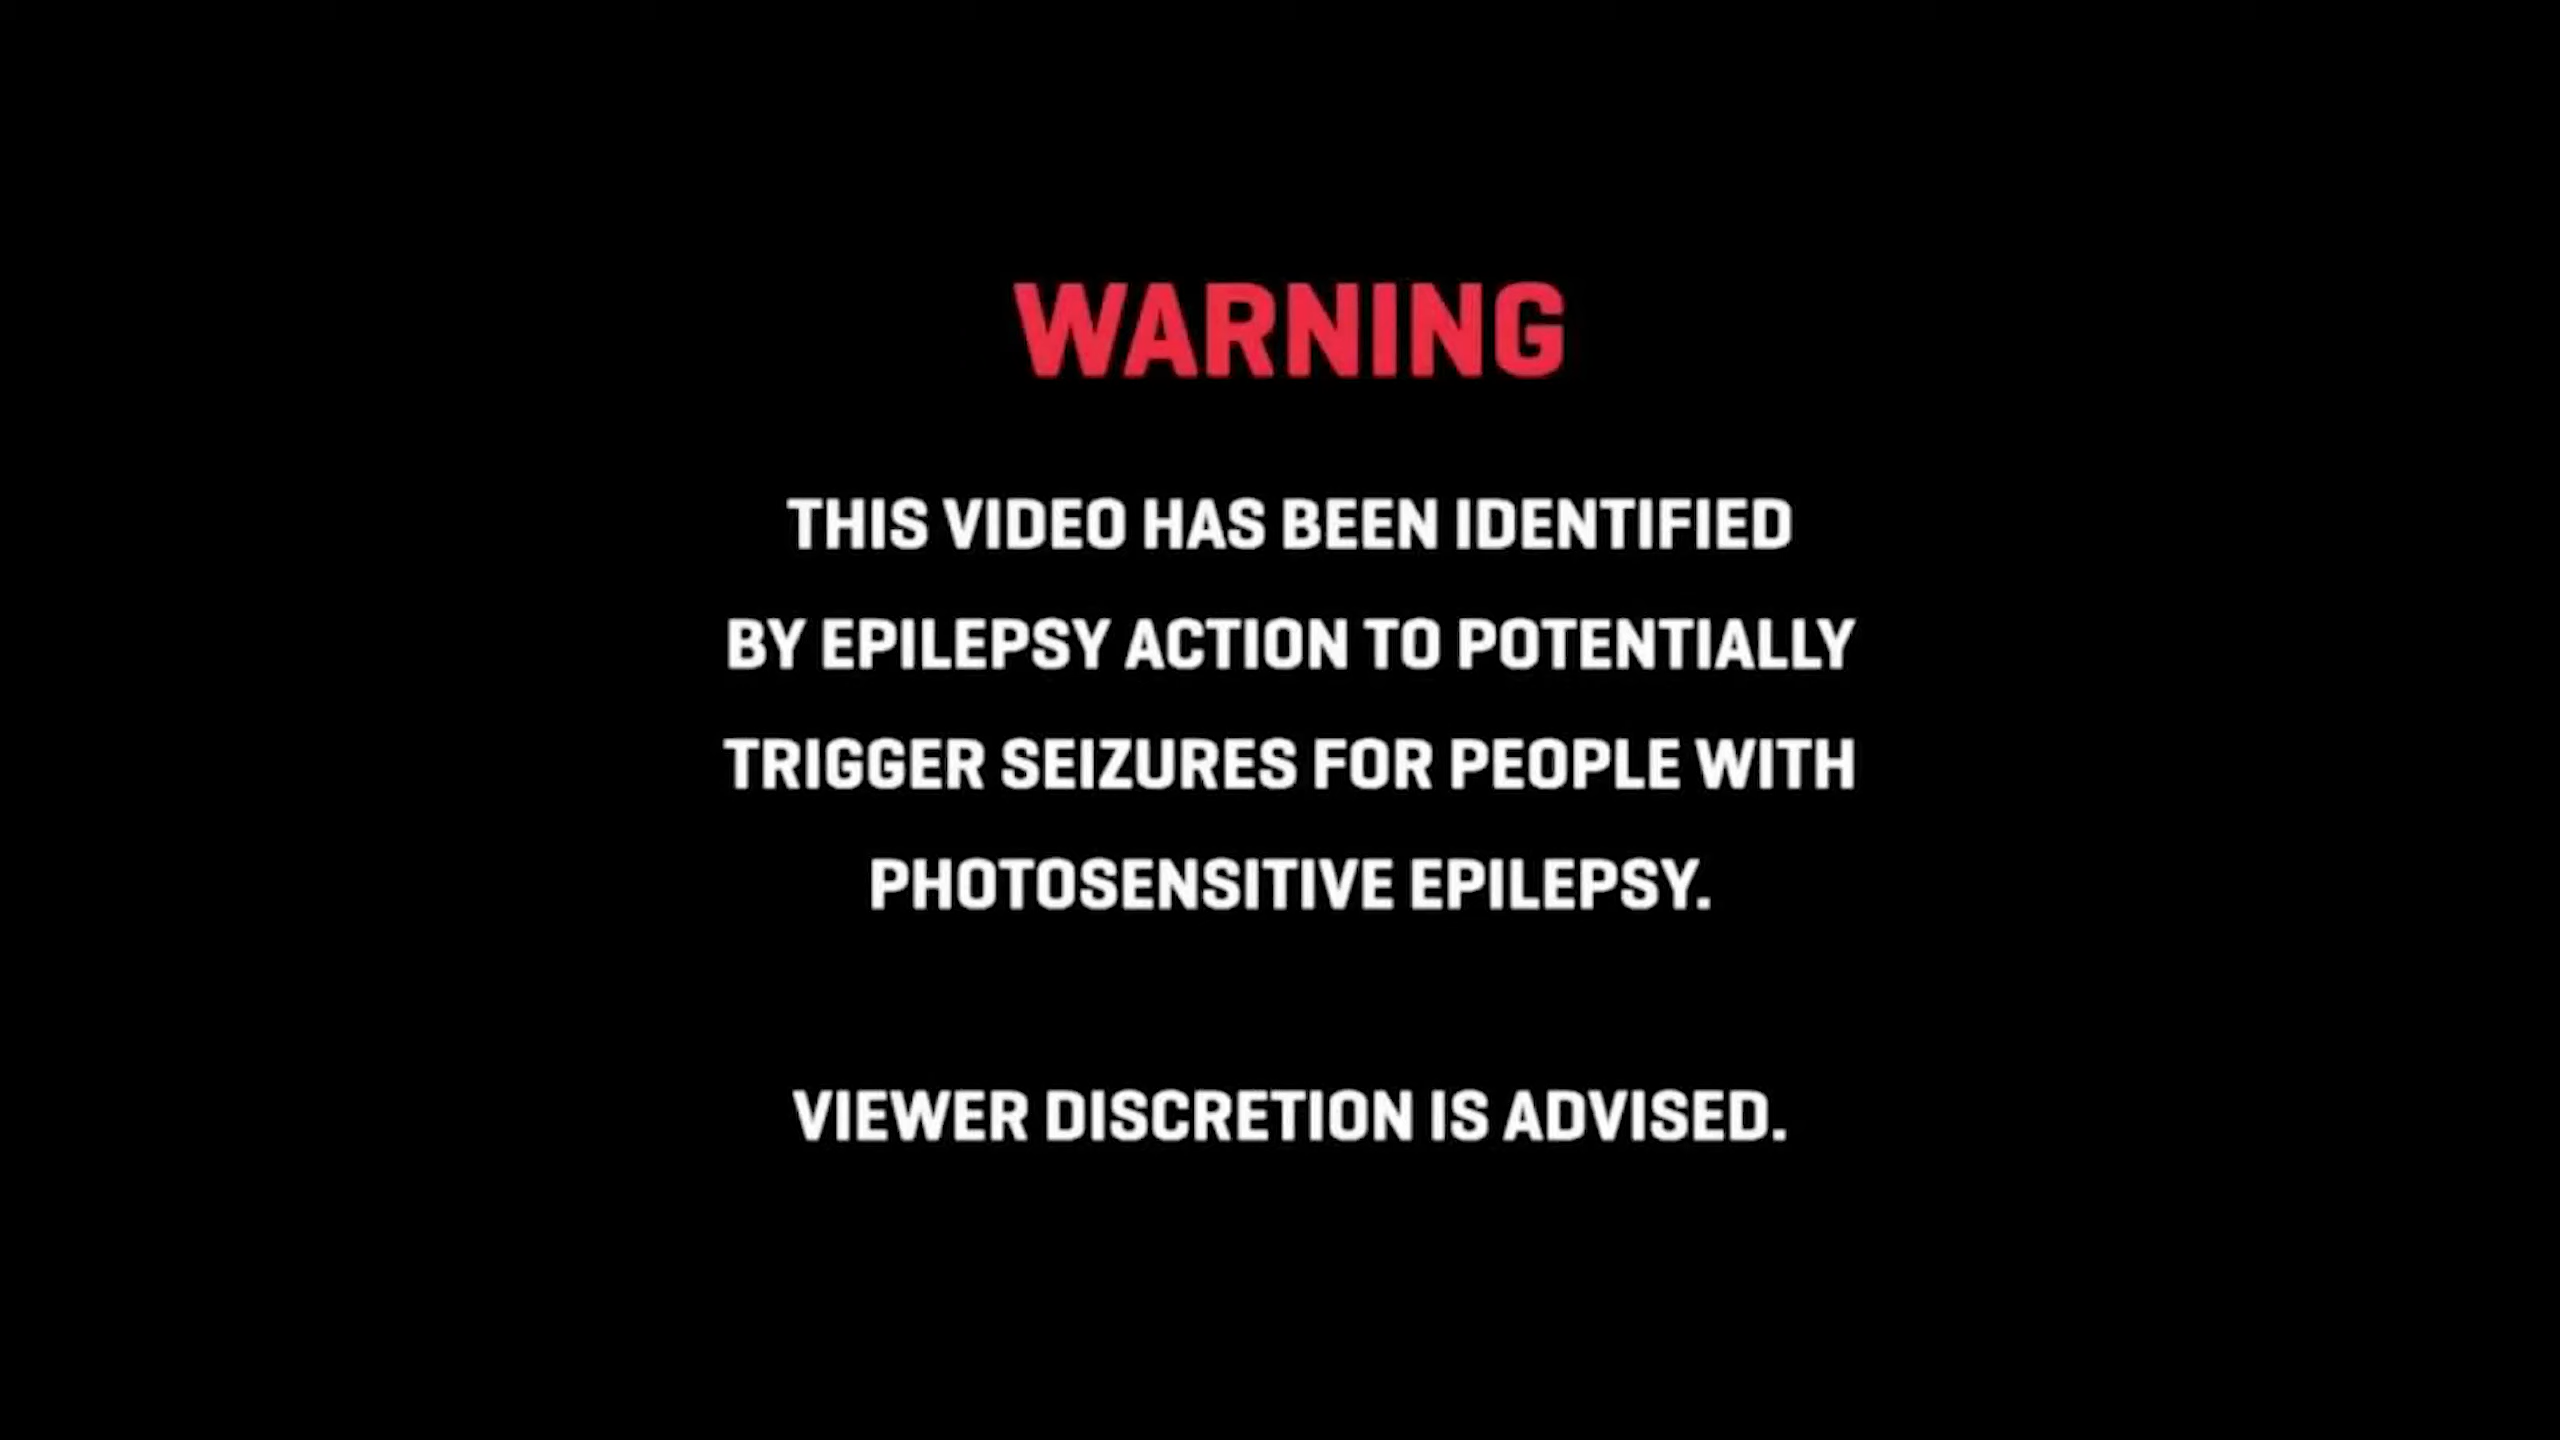 WARNING
THIS VIDEO HAS BEEN IDENTIFIED
BY EPILEPSY ACTION TO POTENTIALLY
TRIGGER SEIZURES FOR PEOPLE WITH
PHOTOSENSITIVE EPILEPSY.
VIEWER DISCRETION IS ADVISED.